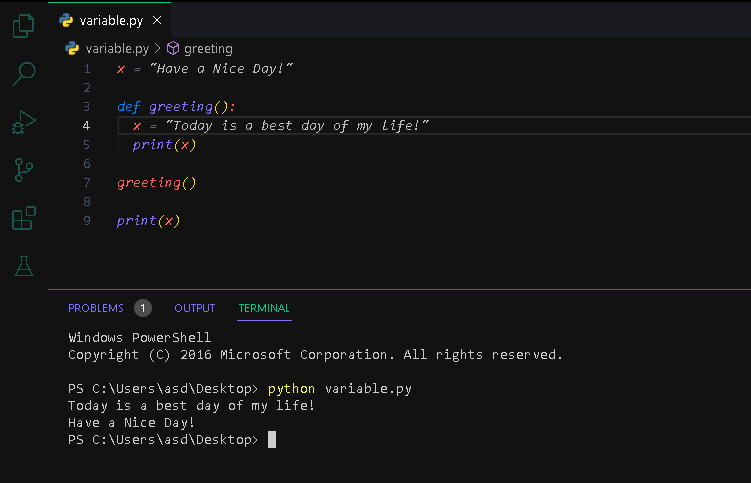 variable.py ×
variable.py > greeting
1 x = "Have a Nice Day!"
2
3 def greeting():
4 x = "Today is a best day of my life!"
5 print(x)
6
7 greeting()
8
9 print(x)
PROBLEMS 1 OUTPUT TERMINAL
Windows PowerShell
Copyright (C) 2016 Microsoft Corporation. All rights reserved.
PS C:\Users\asd\Desktop> python variable.py
Today is a best day of my life!
Have a Nice Day!
PS C:\Users\asd\Desktop>